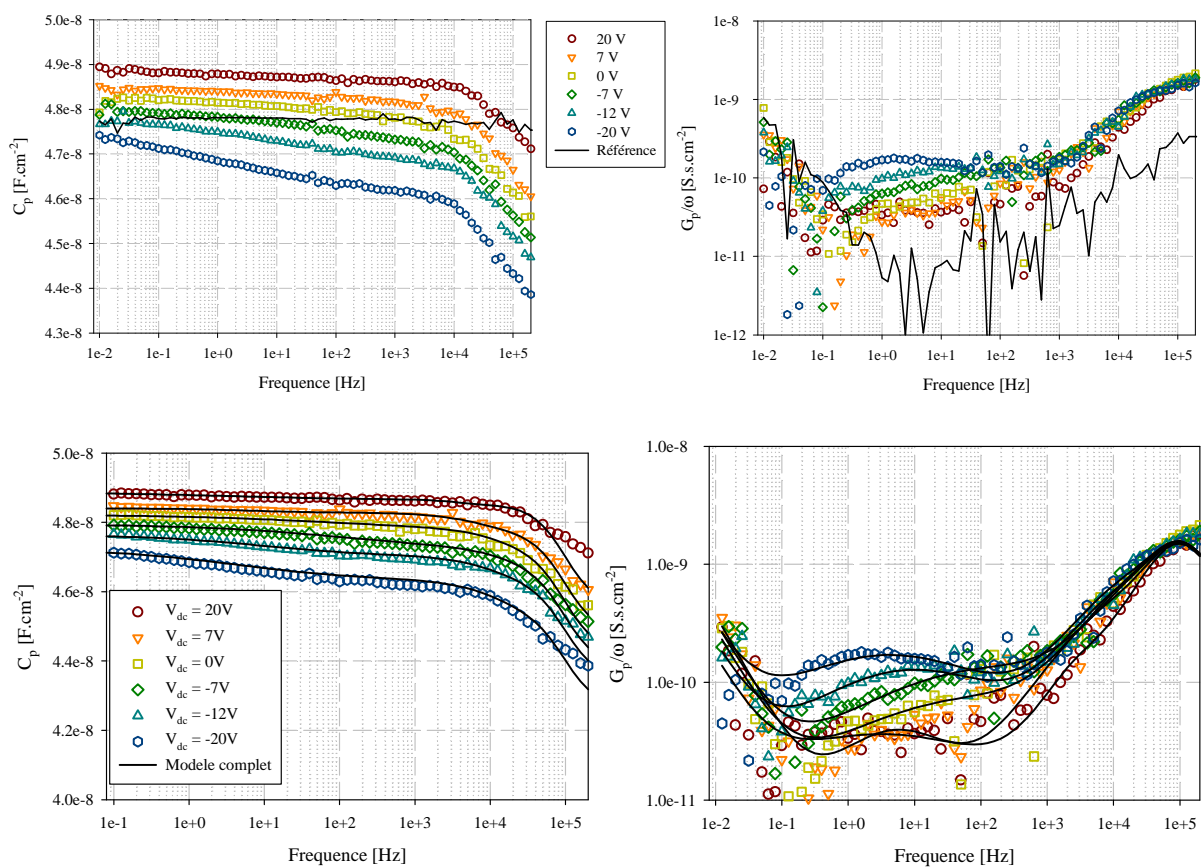 5.0e-8
4.9e-8
4.8e-8
4.7e-8
4.6e-8
4.5e-8
4.4e-8
4.3e-8
C_p [F.cm^-2]
1e-2 1e-1 1e+0 1e+1 1e+2 1e+3 1e+4 1e+5
Frequence [Hz]
20 V
7 V
0 V
-7 V
-12 V
-20 V
Référence
1e-8
1e-9
1e-10
1e-11
1e-12
G_p/ω [S.s.cm^-2]
1e-2 1e-1 1e+0 1e+1 1e+2 1e+3 1e+4 1e+5
Frequence [Hz]
5.0e-8
4.8e-8
4.6e-8
4.4e-8
4.2e-8
4.0e-8
C_p [F.cm^-2]
V_dc = 20V
V_dc = 7V
V_dc = 0V
V_dc = -7V
V_dc = -12V
V_dc = -20V
Modele complet
1e-1 1e+0 1e+1 1e+2 1e+3 1e+4 1e+5
Frequence [Hz]
1.0e-8
1.0e-9
1.0e-10
1.0e-11
G_p/ω [S.s.cm^-2]
1e-2 1e-1 1e+0 1e+1 1e+2 1e+3 1e+4 1e+5
Frequence [Hz]